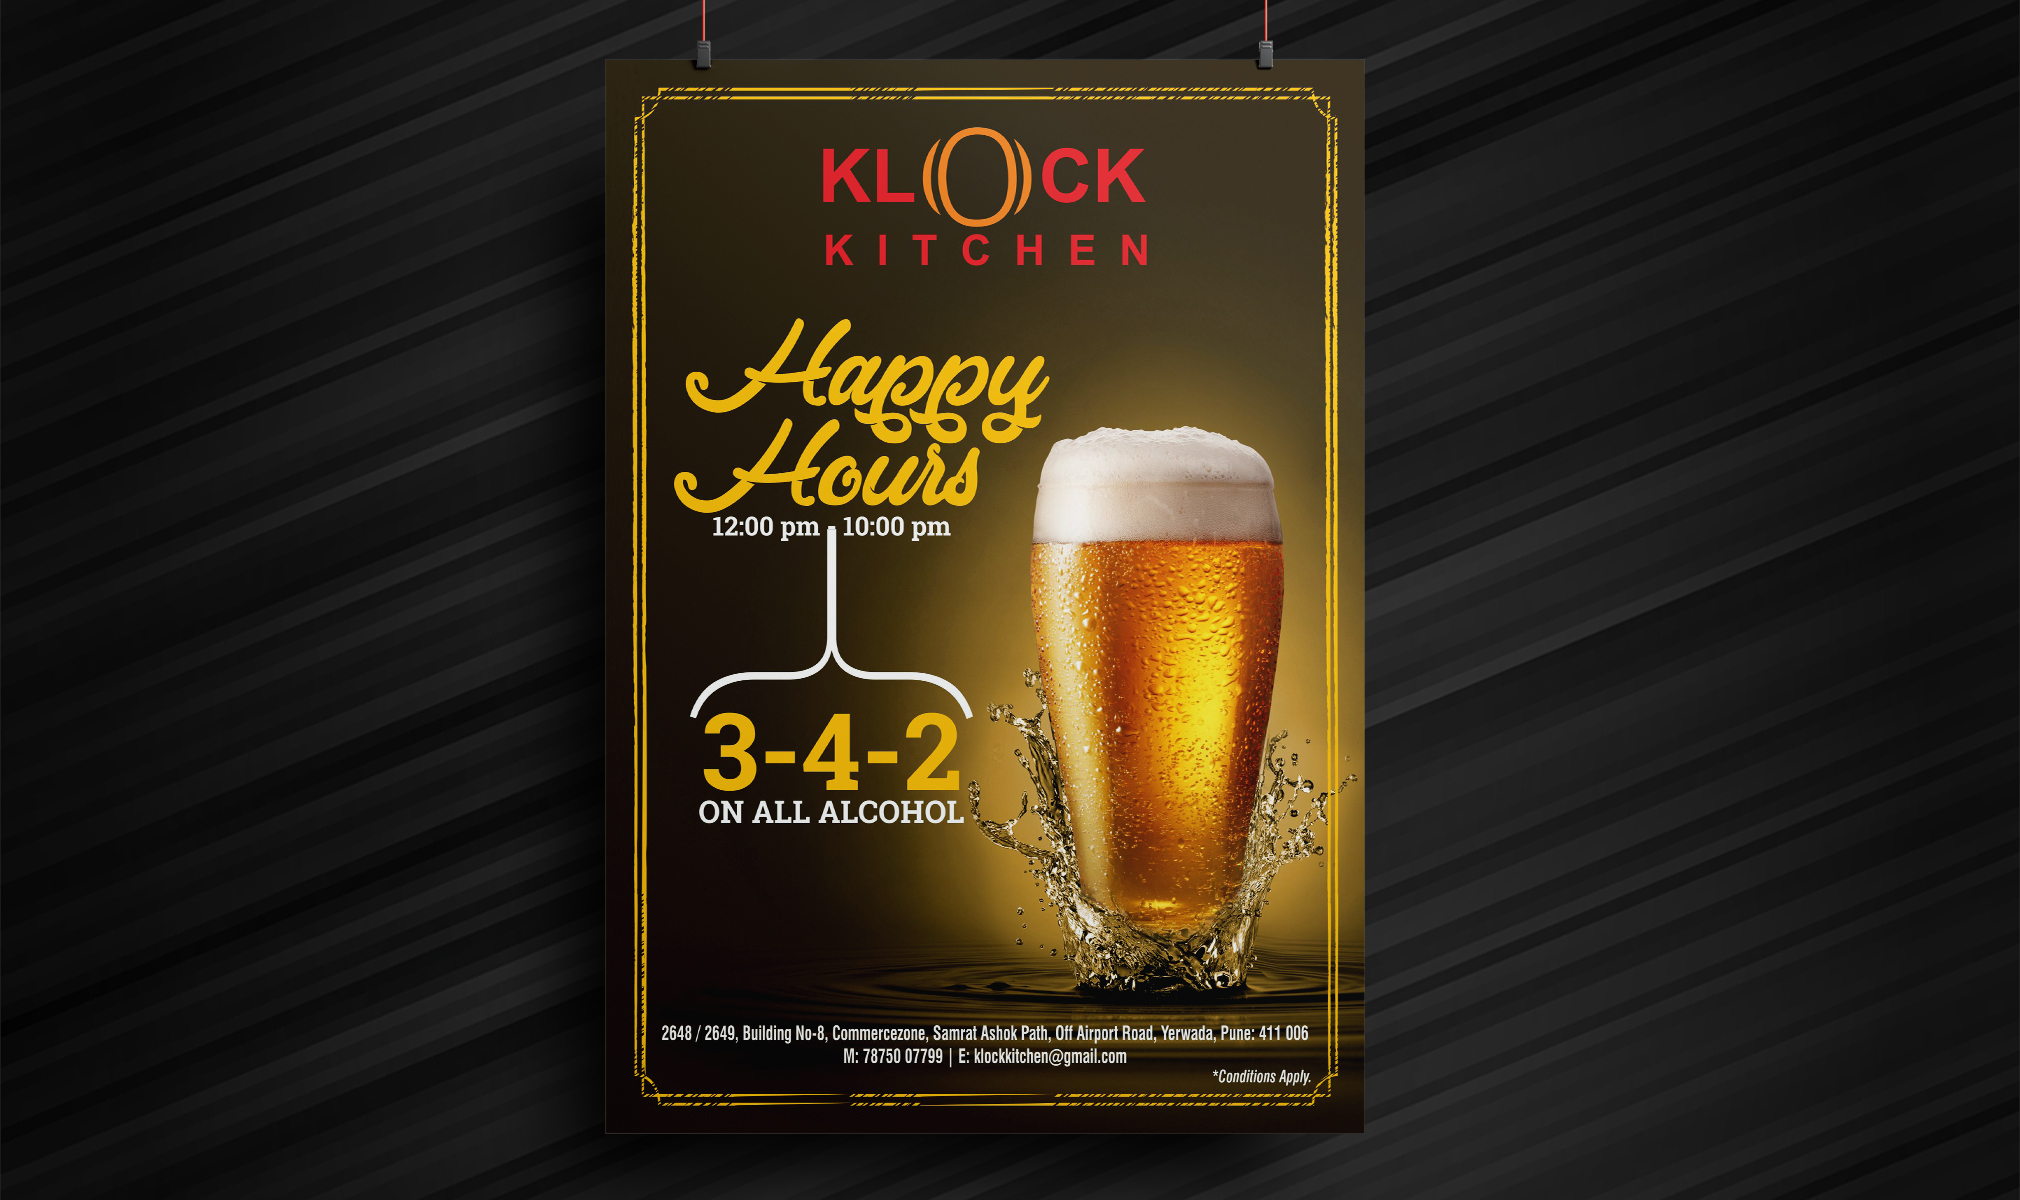 KLOCK
KITCHEN
Happy
Hours
12:00 pm - 10:00 pm
3-4-2
ON ALL ALCOHOL
2648 / 2649, Building No-8, Commercezone, Samrat Ashok Path, Off Airport Road, Yerwada, Pune: 411 006
M: 78750 07799 | E: klockkitchen@gmail.com
*Conditions Apply.